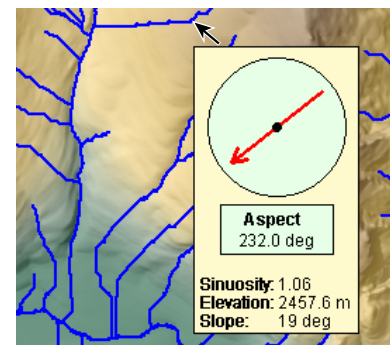 Aspect
232.0 deg
Sinuosity: 1.06
Elevation: 2457.6 m
Slope: 19 deg